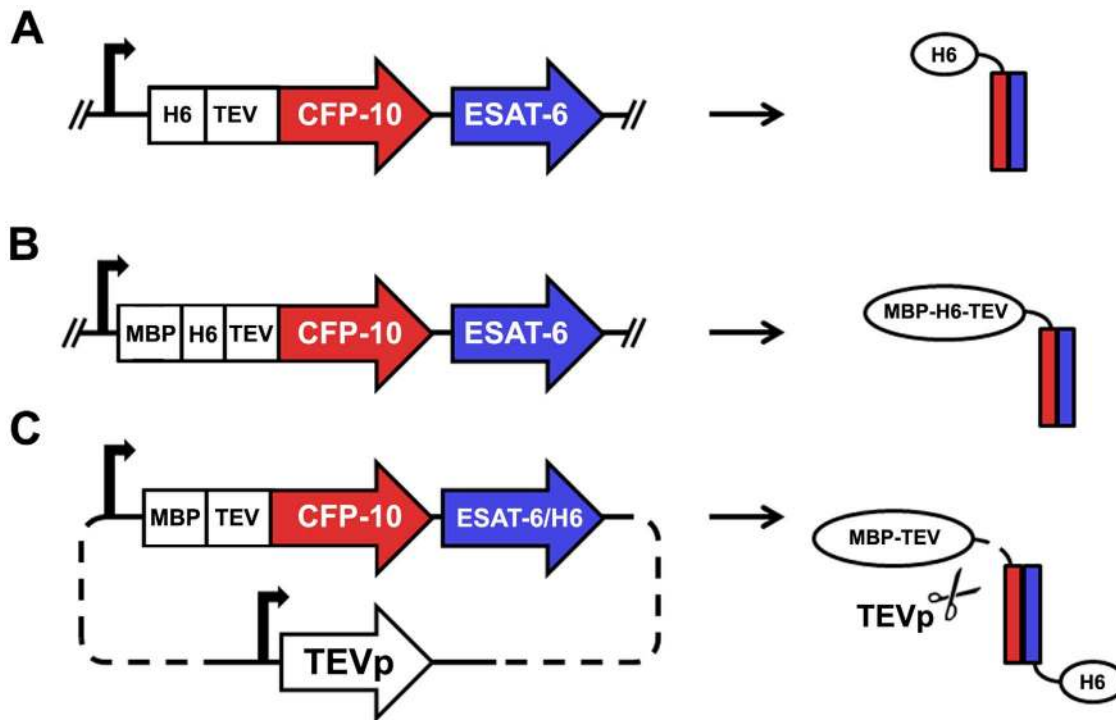 A
H6 TEV CFP-10 ESAT-6
H6
B
MBP H6 TEV CFP-10 ESAT-6
MBP-H6-TEV
C
MBP TEV CFP-10 ESAT-6/H6
MBP-TEV
TEVp
TEVp
H6